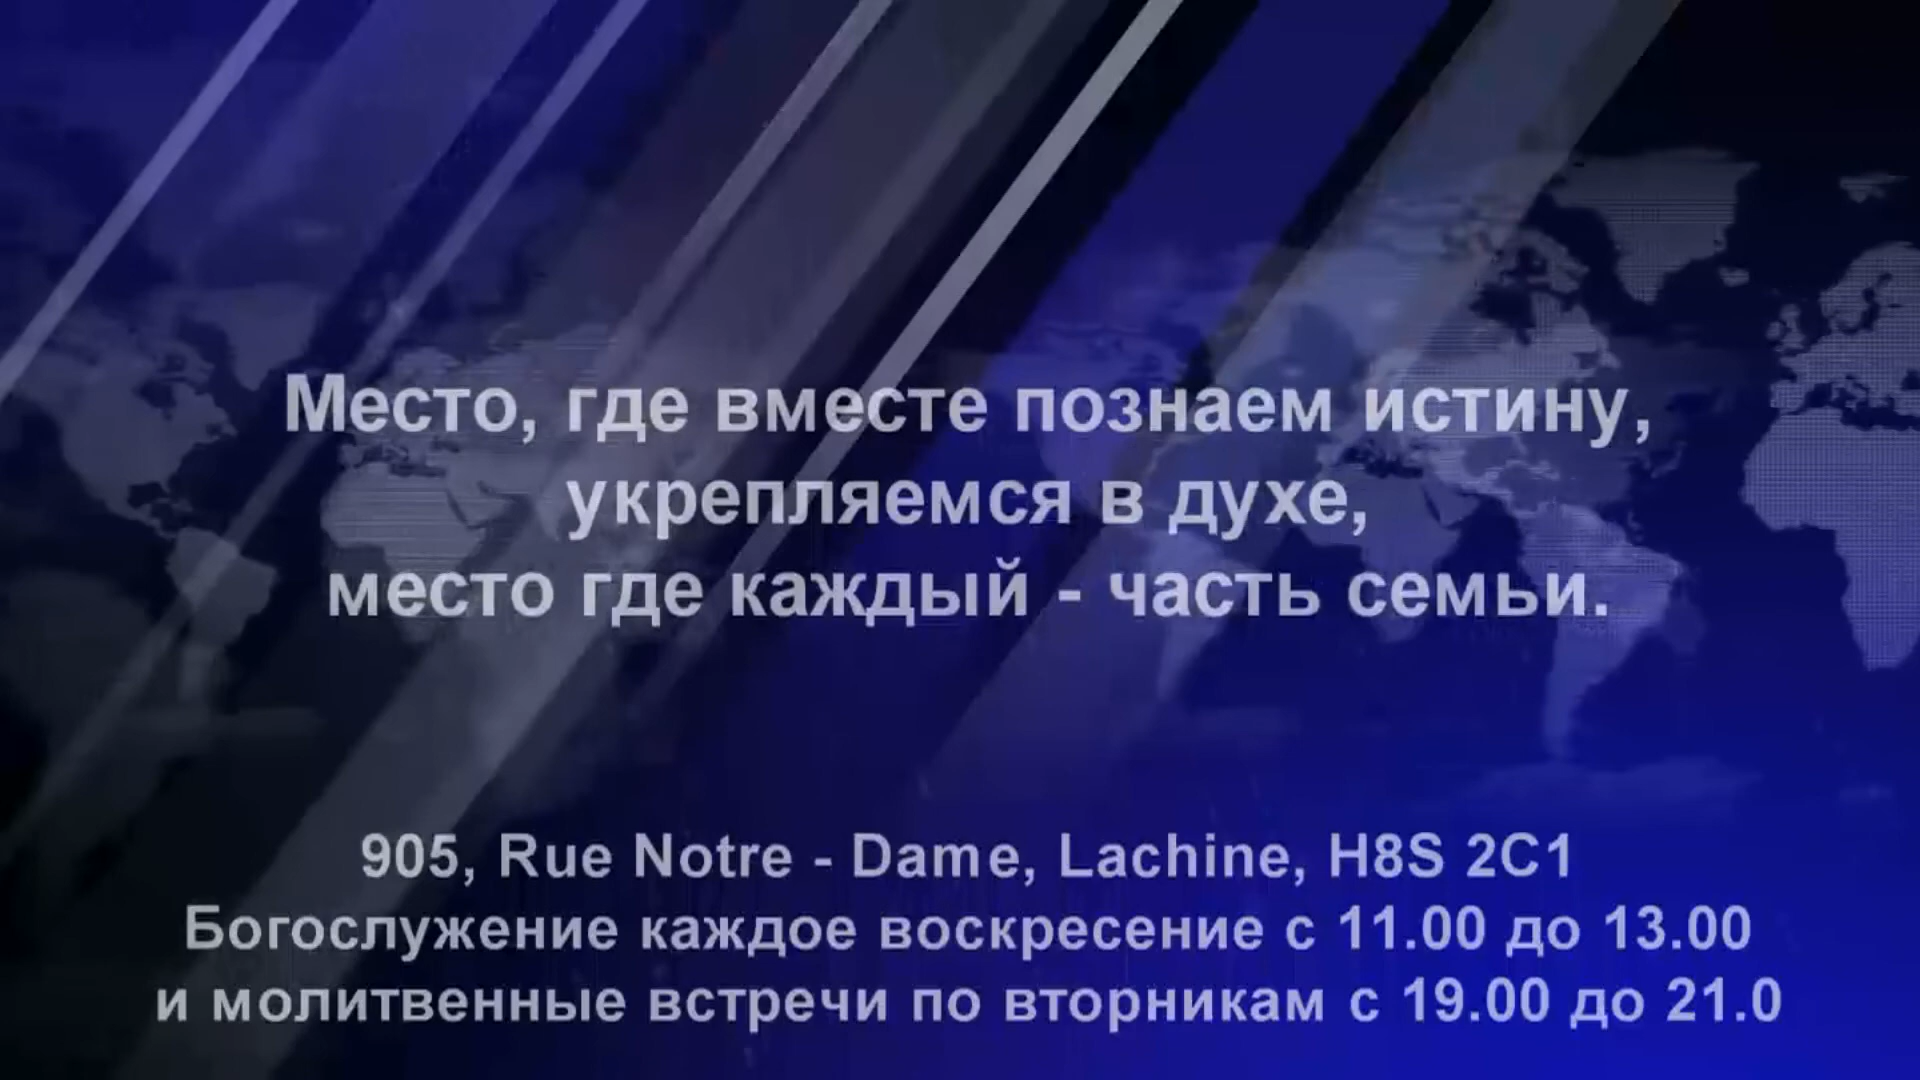 Место, где вместе познаем истину,
укрепляемся в духе,
место где каждый - часть семьи.
905, Rue Notre - Dame, Lachine, H8S 2C1
Богослужение каждое воскресение с 11.00 до 13.00
и молитвенные встречи по вторникам с 19.00 до 21.0